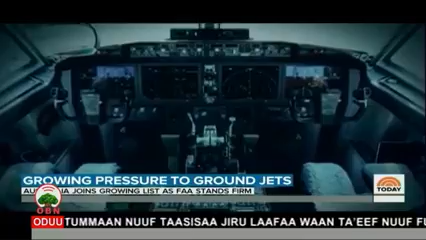 GROWING PRESSURE TO GROUND JETS
JOINS GROWING LIST AS FAA STANDS FIRM
TODAY
OBN
ODUU TUMMAAN NUUF TAASISAA JIRU LAAFAA WAAN TA'EEF NUUF